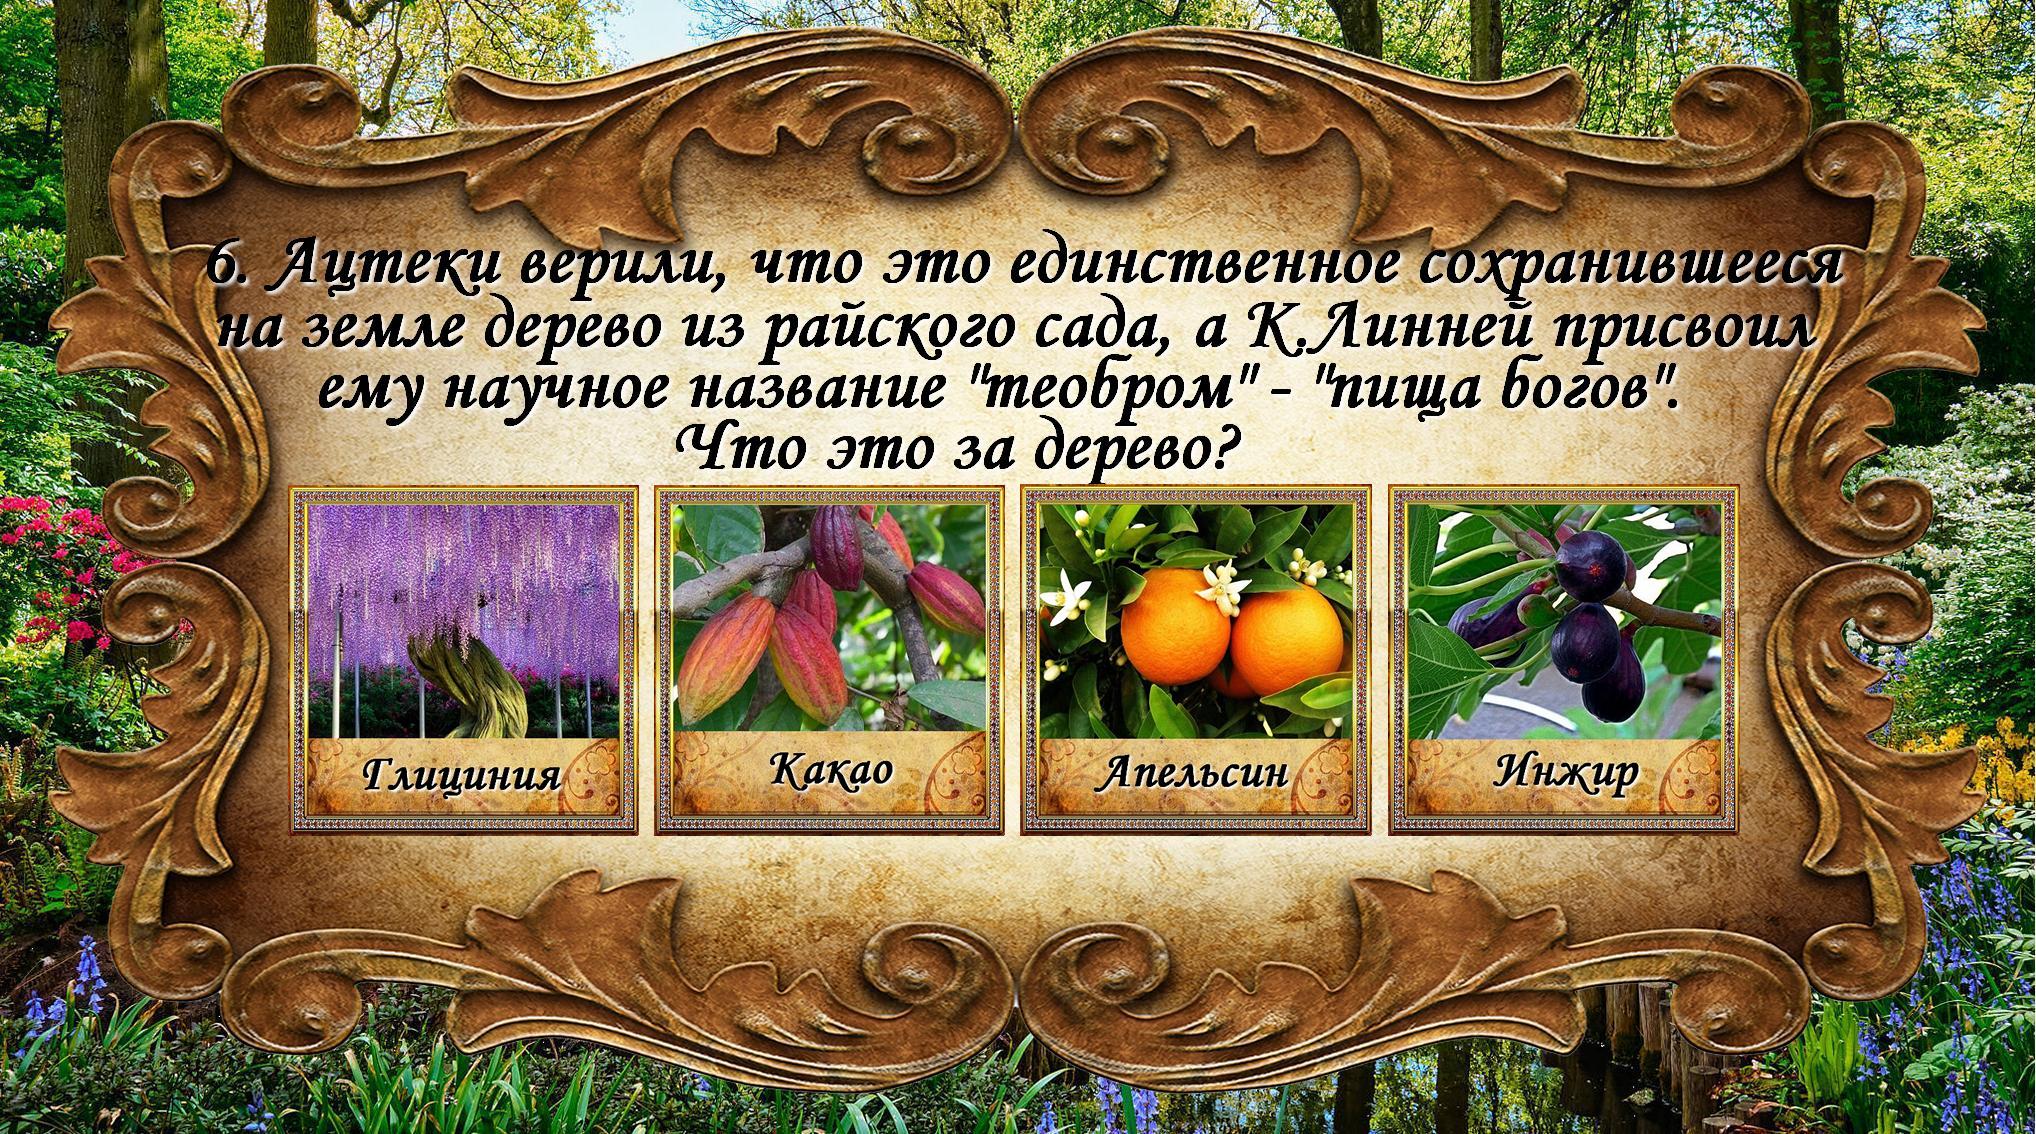 6. Ацтеки верили, что это единственное сохранившееся
на земле дерево из райского сада, а К.Линней присвоил
ему научное название "теобром" - "пища богов".
Что это за дерево?
Глициния
Какао
Апельсин
Инжир